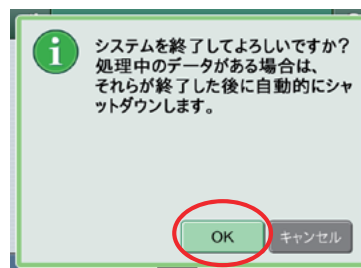 システムを終了してよろしいですか？
処理中のデータがある場合は、
それらが終了した後に自動的にシャ
ットダウンします。
OK
キャンセル